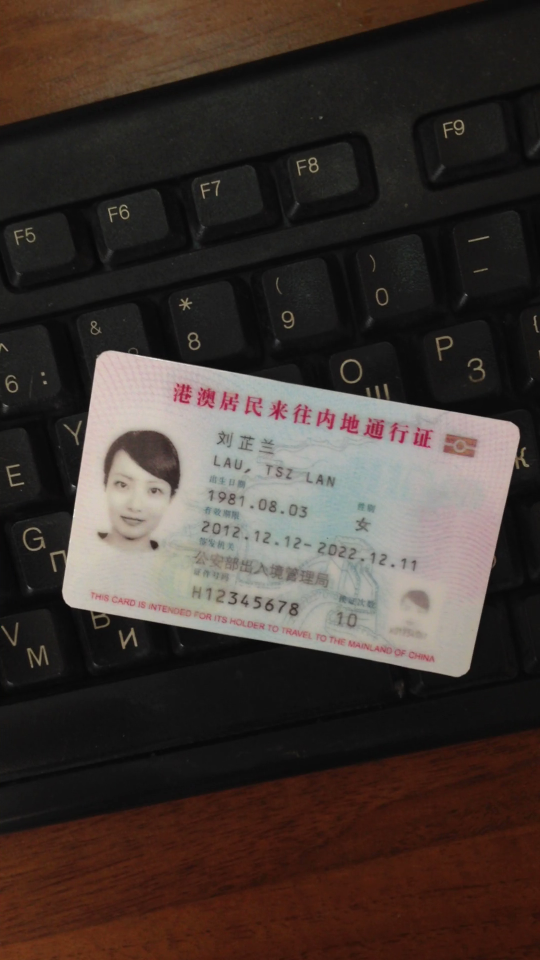 F5
F6
F7
F8
F9
&
*
8
(
9
)
0
6 / :
Y
O
P
З
E
G
V
М
B
И
港澳居民来往内地通行证
刘芷兰
LAU, TSZ LAN
出生日期
性别
1981.08.03
女
有效期限
2012.12.12-2022.12.11
签发机关
公安部出入境管理局
证件号码
换证次数
H12345678
10
THIS CARD IS INTENDED FOR ITS HOLDER TO TRAVEL TO THE MAINLAND OF CHINA